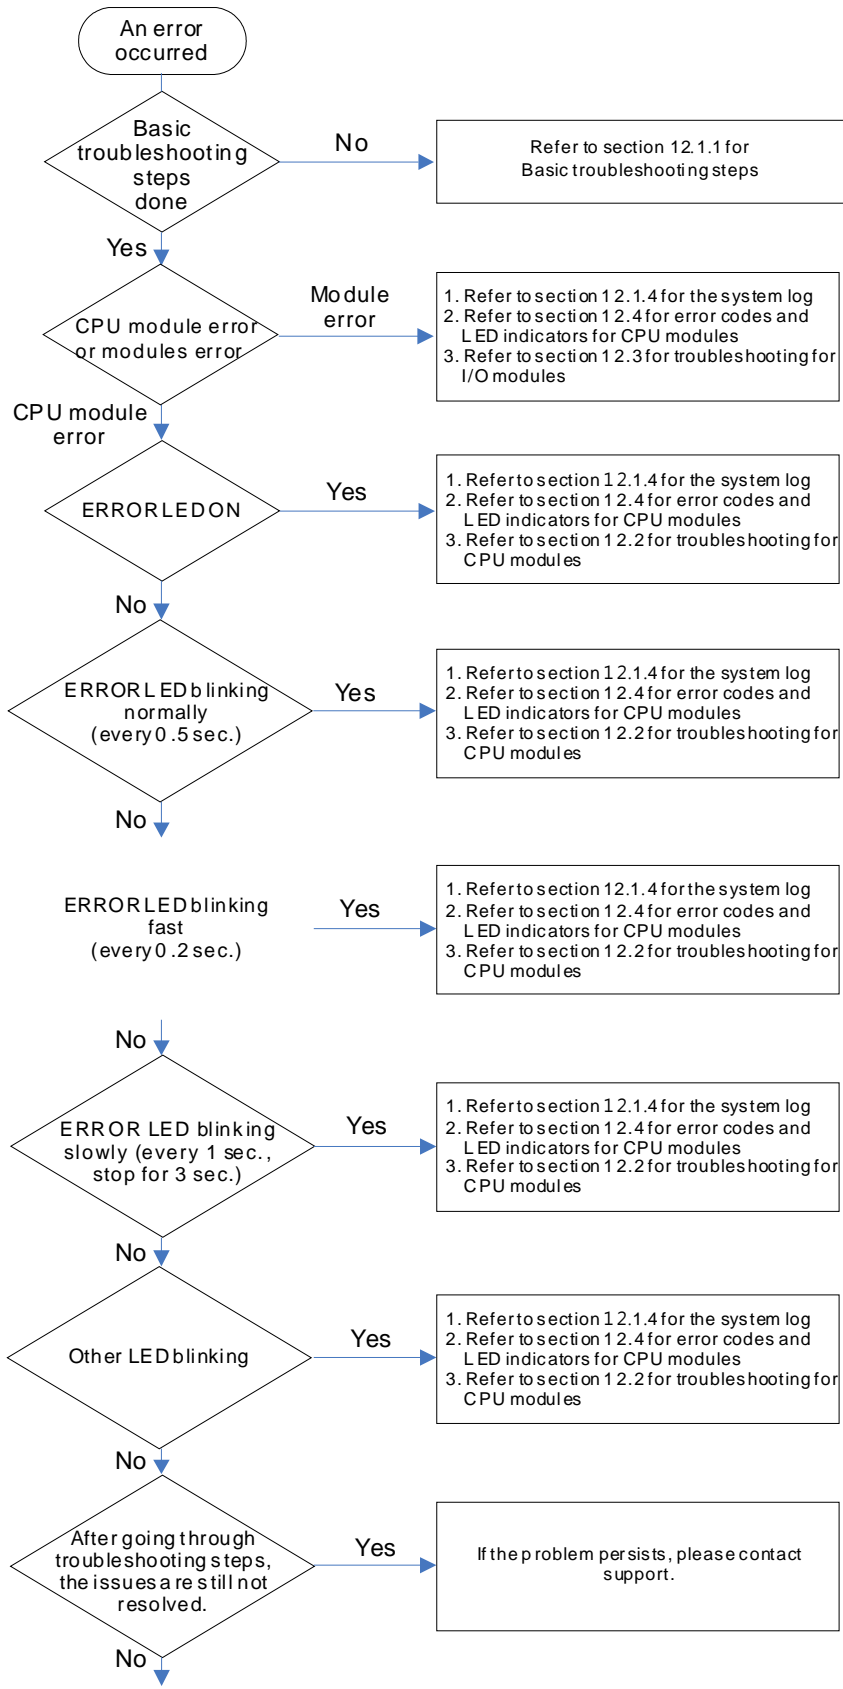 An error
occurred
Basic
troubleshooting
steps
done
No
Refer to section 12.1.1 for
Basic troubleshooting steps
Yes
CPU module error
or modules error
Module
error
1. Refer to section 12.1.4 for the system log
2. Refer to section 12.4 for error codes and
LED indicators for CPU modules
3. Refer to section 12.3 for troubleshooting for
I/O modules
CPU module
error
ERROR LED ON
Yes
1. Refer to section 12.1.4 for the system log
2. Refer to section 12.4 for error codes and
LED indicators for CPU modules
3. Refer to section 12.2 for troubleshooting for
CPU modules
No
ERROR LED blinking
normally
(every 0.5 sec.)
Yes
1. Refer to section 12.1.4 for the system log
2. Refer to section 12.4 for error codes and
LED indicators for CPU modules
3. Refer to section 12.2 for troubleshooting for
CPU modules
No
ERROR LED blinking
fast
(every 0.2 sec.)
Yes
1. Refer to section 12.1.4 for the system log
2. Refer to section 12.4 for error codes and
LED indicators for CPU modules
3. Refer to section 12.2 for troubleshooting for
CPU modules
No
ERROR LED blinking
slowly (every 1 sec.,
stop for 3 sec.)
Yes
1. Refer to section 12.1.4 for the system log
2. Refer to section 12.4 for error codes and
LED indicators for CPU modules
3. Refer to section 12.2 for troubleshooting for
CPU modules
No
Other LED blinking
Yes
1. Refer to section 12.1.4 for the system log
2. Refer to section 12.4 for error codes and
LED indicators for CPU modules
3. Refer to section 12.2 for troubleshooting for
CPU modules
No
After going through
troubleshooting steps,
the issues are still not
resolved.
Yes
If the problem persists, please contact
support.
No